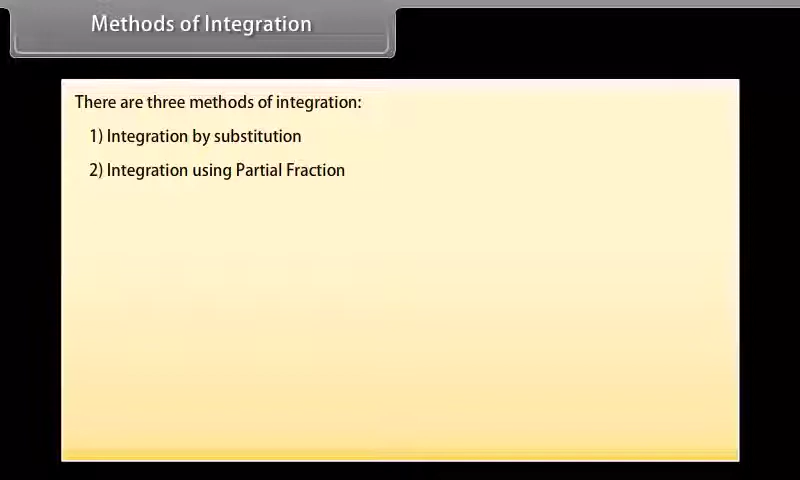 Methods of Integration
There are three methods of integration:
1) Integration by substitution
2) Integration using Partial Fraction